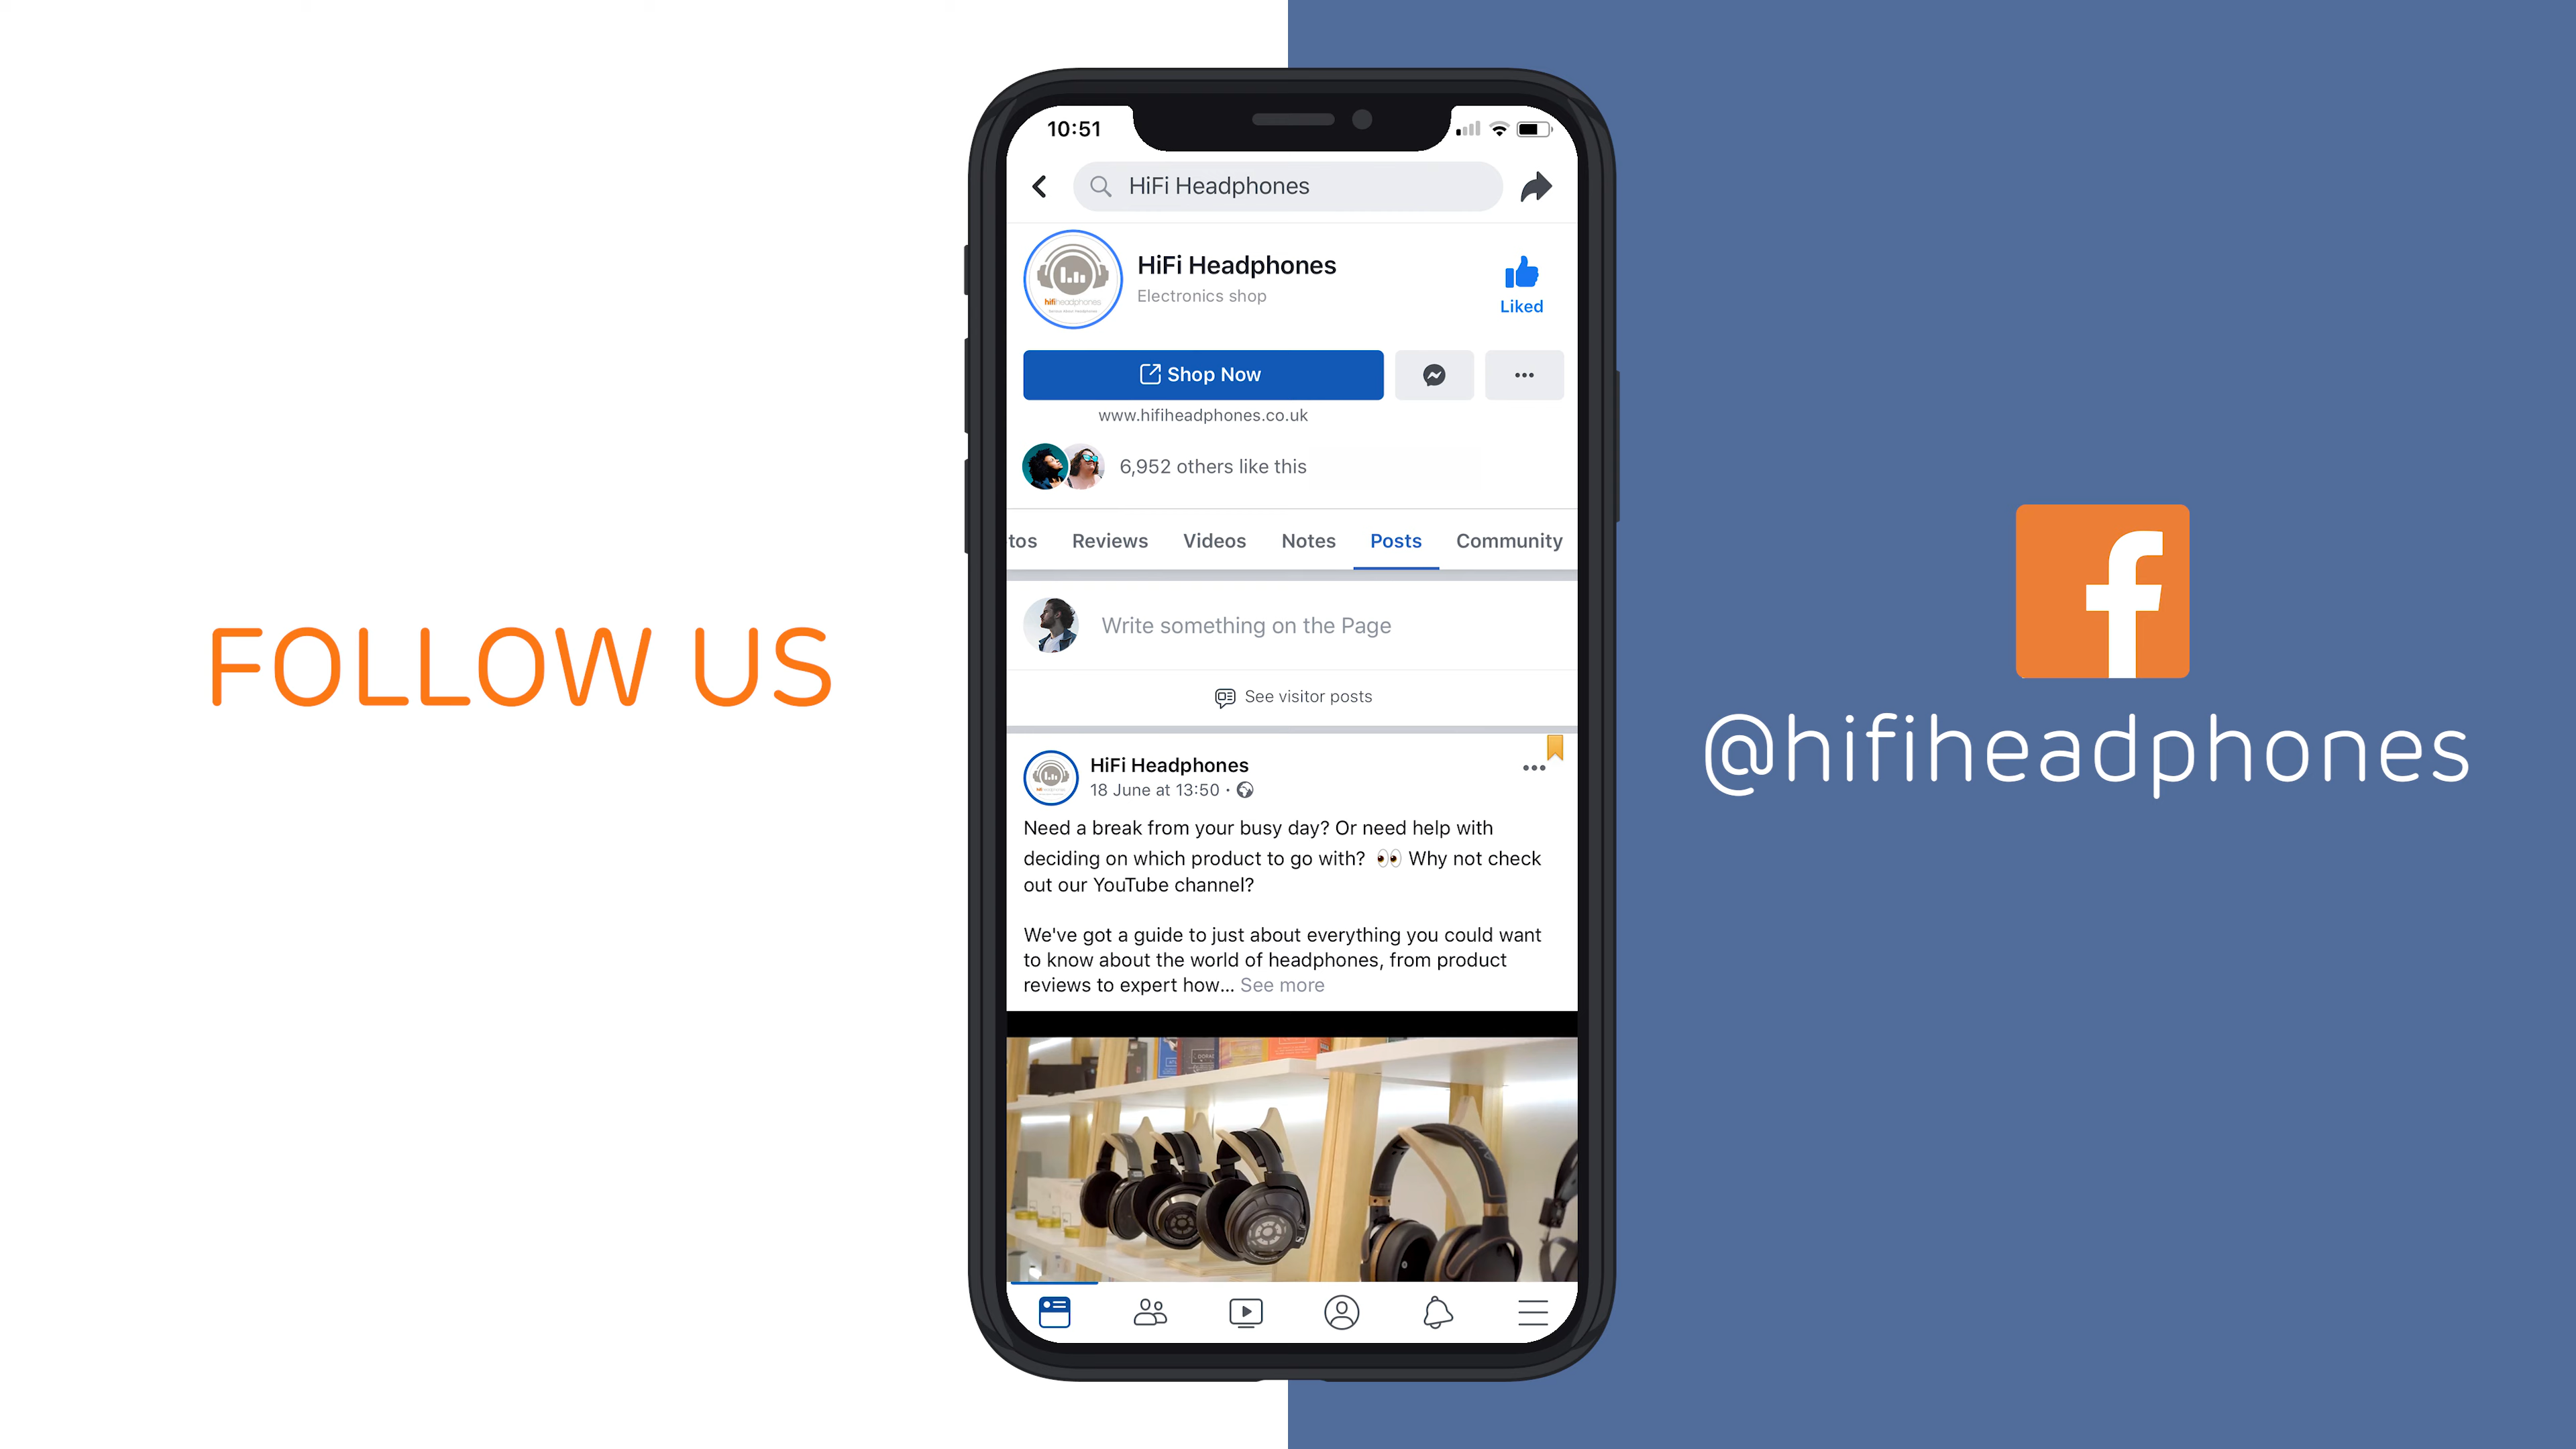 FOLLOW US
10:51
HiFi Headphones
HiFi Headphones
Electronics shop
Liked
hifiheadphones
Shop Now
www.hifiheadphones.co.uk
6,952 others like this
tos Reviews Videos Notes Posts Community
Write something on the Page
See visitor posts
HiFi Headphones
18 June at 13:50 ·
Need a break from your busy day? Or need help with
deciding on which product to go with? 👀 Why not check
out our YouTube channel?
We've got a guide to just about everything you could want
to know about the world of headphones, from product
reviews to expert how... See more
f
@hifiheadphones